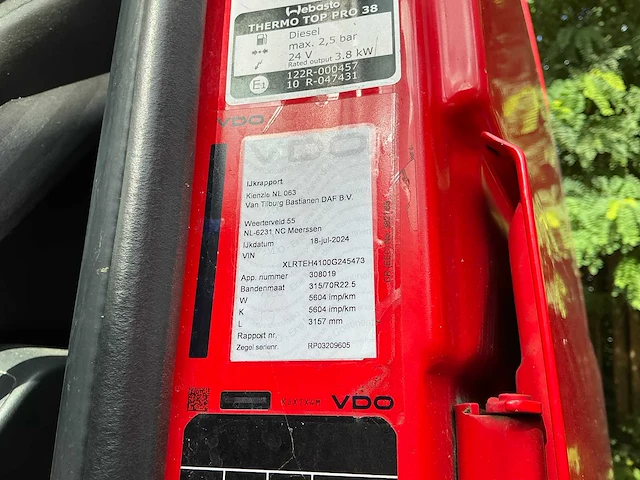 Webasto
THERMO TOP PRO 38
Diesel
max. 2,5 bar
24 V
Rated output 3.8 kW
122R-000457
E1
10 R-047431
VDO
VDO
IJkrapport
Kienzle NL 063
Van Tilburg Bastianen DAF B.V.
Weerterveld 55
NL-6231 NC Meerssen
IJkdatum 18-jul-2024
VIN
XLRTEH4100G245473
App. nummer 308019
Bandenmaat 315/70R22.5
W 5604 imp/km
K 5604 imp/km
L 3157 mm
Rapport nr.
Zegel serienr. RP03209605
VDO